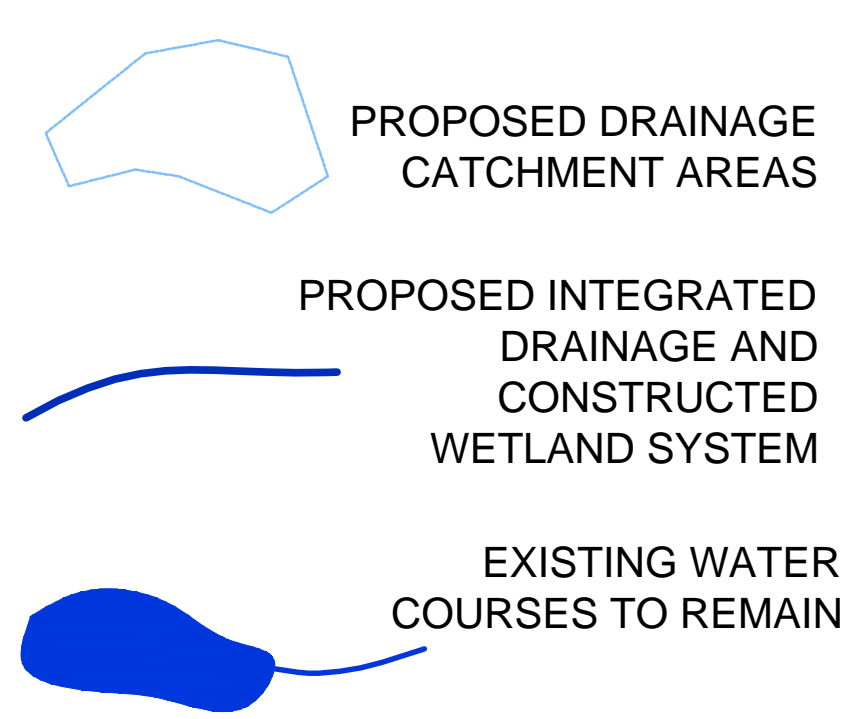 PROPOSED DRAINAGE
CATCHMENT AREAS
PROPOSED INTEGRATED
DRAINAGE AND
CONSTRUCTED
WETLAND SYSTEM
EXISTING WATER
COURSES TO REMAIN